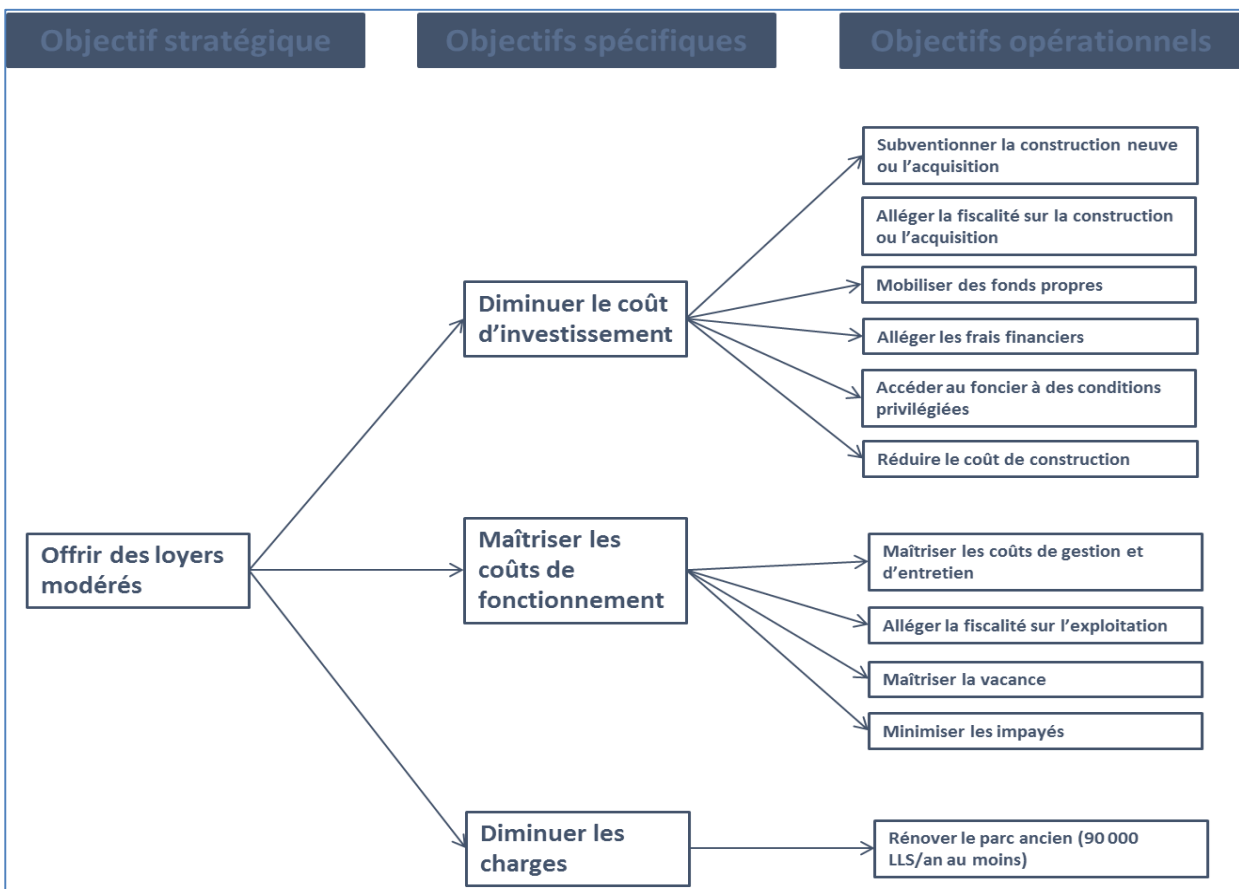 Objectif stratégique
Objectifs spécifiques
Objectifs opérationnels
Subventionner la construction neuve
ou l’acquisition
Alléger la fiscalité sur la construction
ou l’acquisition
Diminuer le coût
d’investissement
Mobiliser des fonds propres
Alléger les frais financiers
Accéder au foncier à des conditions
privilégiées
Réduire le coût de construction
Offrir des loyers
modérés
Maîtriser les
coûts de
fonctionnement
Maîtriser les coûts de gestion et
d’entretien
Alléger la fiscalité sur l’exploitation
Maîtriser la vacance
Minimiser les impayés
Diminuer les
charges
Rénover le parc ancien (90 000
LLS/an au moins)